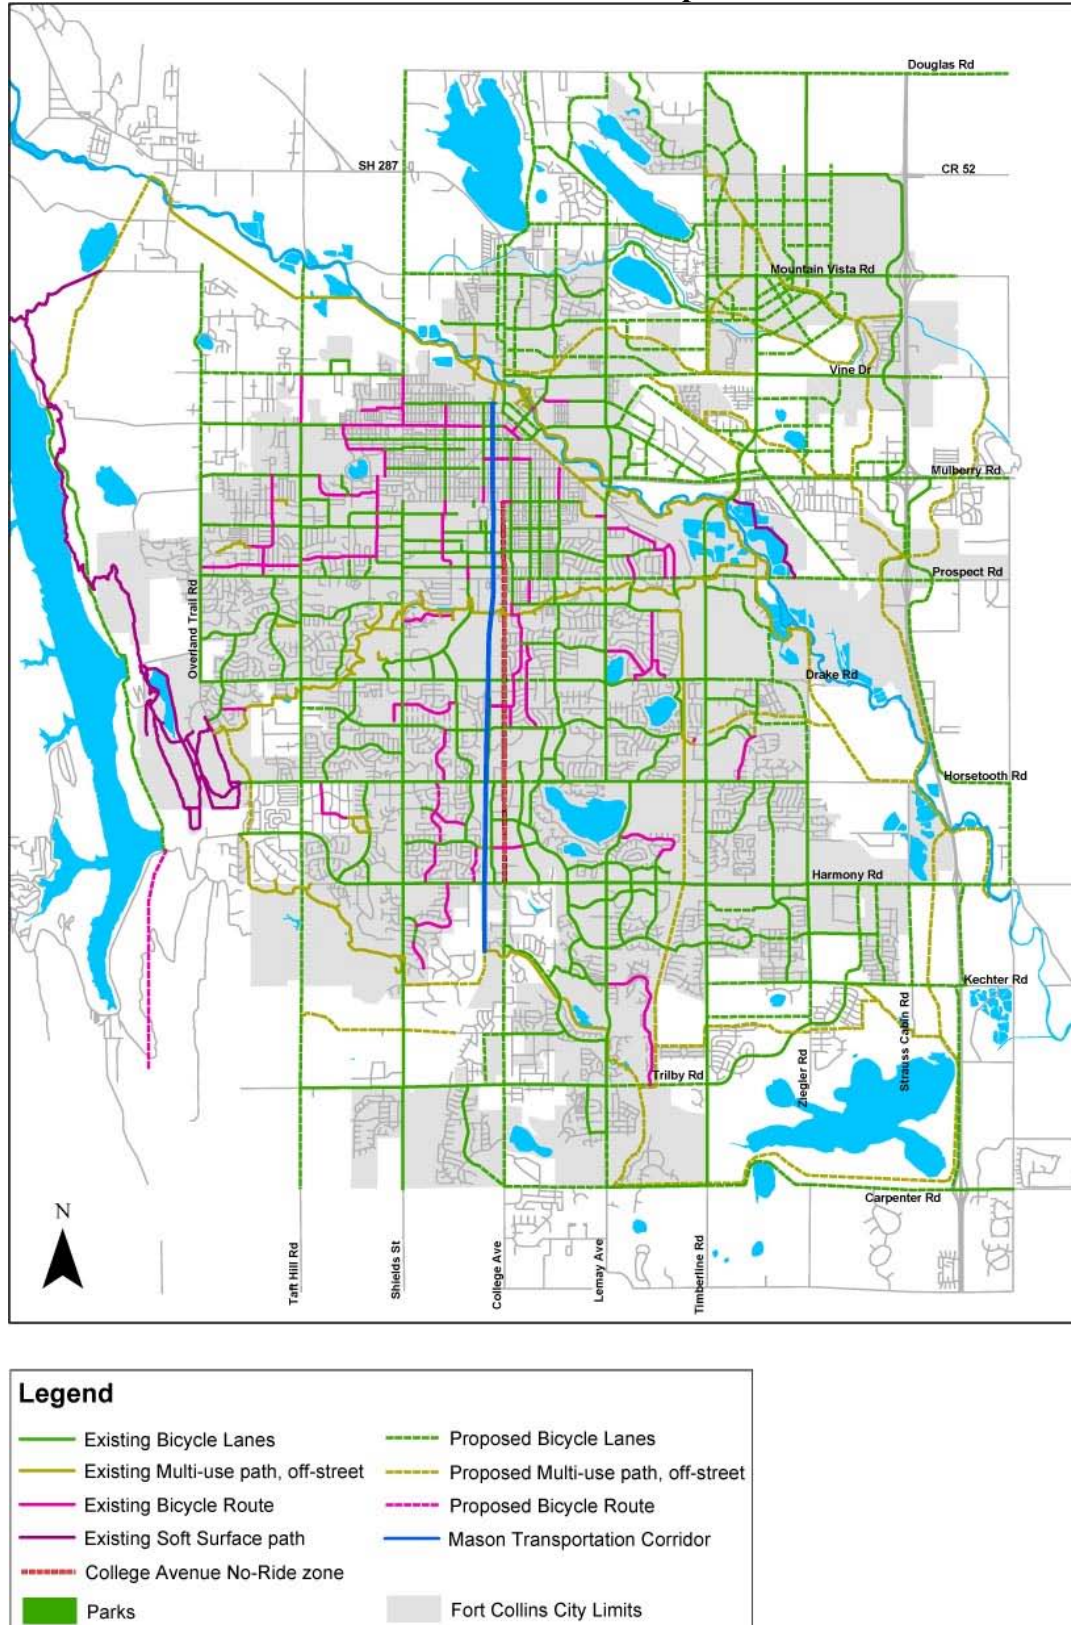 Douglas Rd
SH 287
CR 52
Mountain Vista Rd
Vine Dr
Mulberry Rd
Prospect Rd
Overland Trail Rd
Drake Rd
Horsetooth Rd
Harmony Rd
Kechter Rd
Strauss Cabin Rd
Ziegler Rd
Trilby Rd
Carpenter Rd
N
Taft Hill Rd
Shields St
College Ave
Lemay Ave
Timberline Rd
Legend
Existing Bicycle Lanes
Proposed Bicycle Lanes
Existing Multi-use path, off-street
Proposed Multi-use path, off-street
Existing Bicycle Route
Proposed Bicycle Route
Existing Soft Surface path
Mason Transportation Corridor
College Avenue No-Ride zone
Parks
Fort Collins City Limits